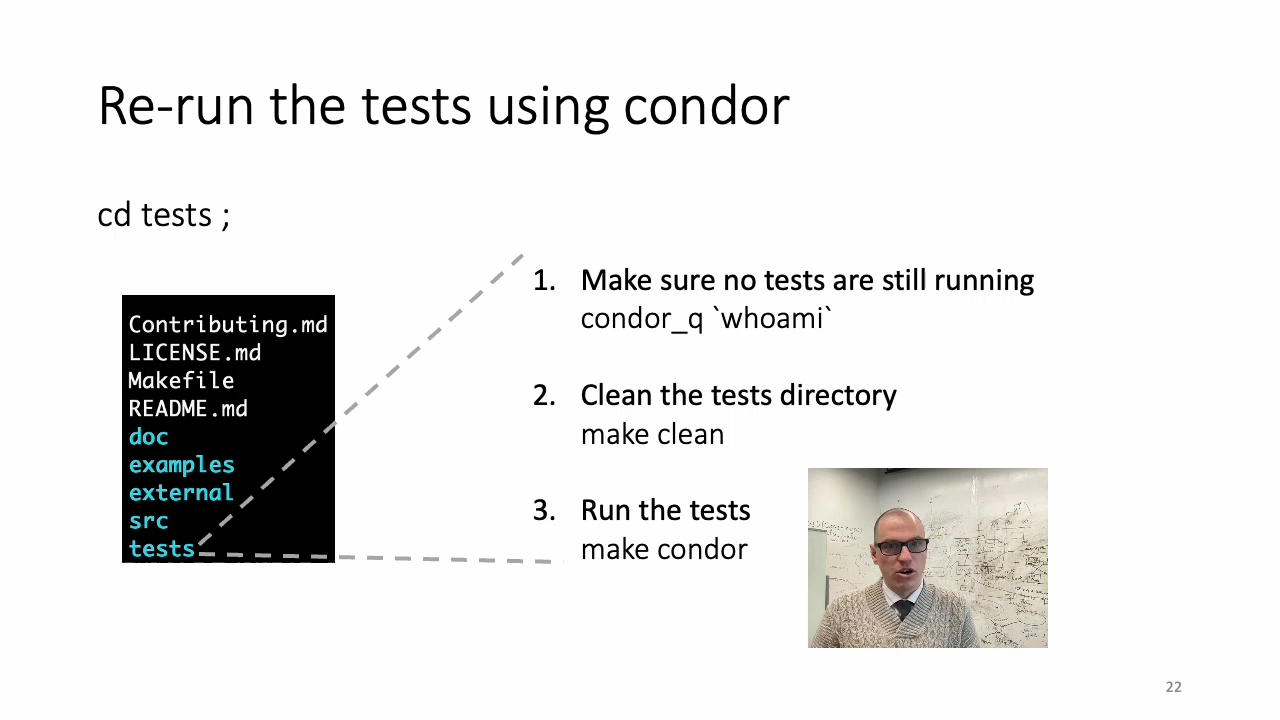 Re-run the tests using condor
cd tests ;
Contributing.md
LICENSE.md
Makefile
README.md
doc
examples
external
src
tests
1. Make sure no tests are still running
condor_q `whoami`
2. Clean the tests directory
make clean
3. Run the tests
make condor
22